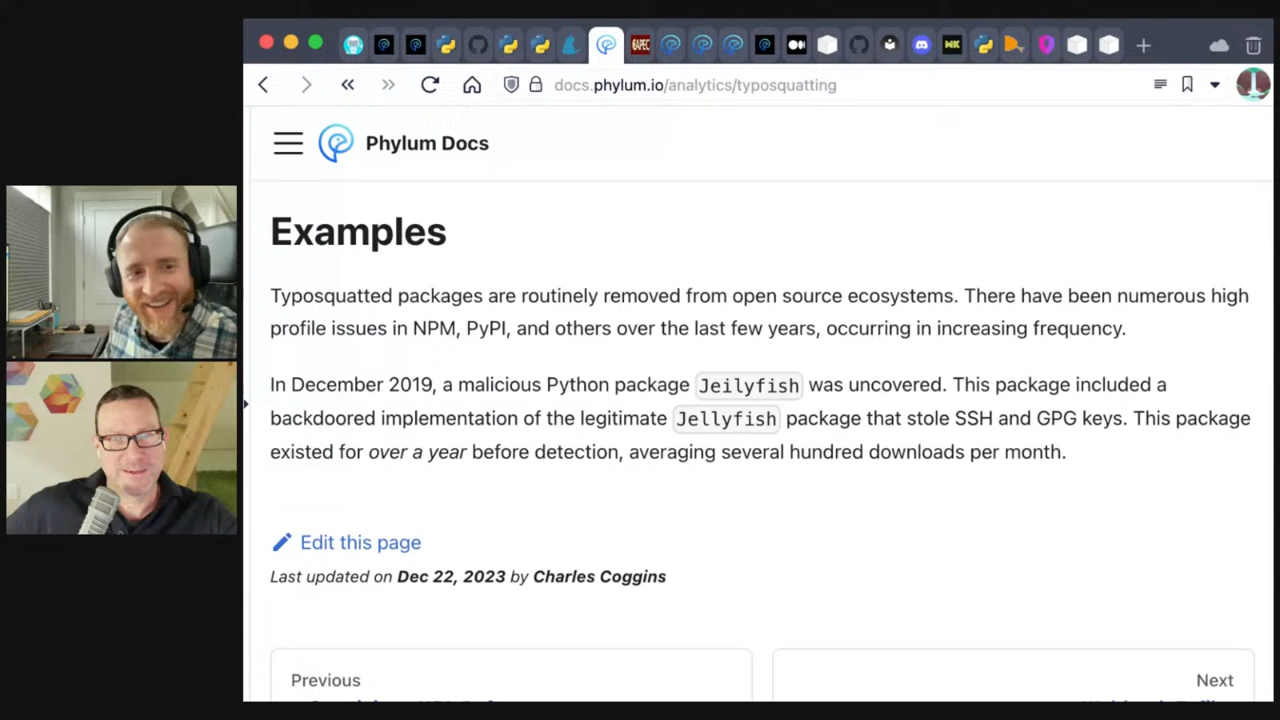 docs.phylum.io/analytics/typosquatting
Phylum Docs
Examples
Typosquatted packages are routinely removed from open source ecosystems. There have been numerous high
profile issues in NPM, PyPI, and others over the last few years, occurring in increasing frequency.
In December 2019, a malicious Python package Jeilyfish was uncovered. This package included a
backdoored implementation of the legitimate Jellyfish package that stole SSH and GPG keys. This package
existed for over a year before detection, averaging several hundred downloads per month.
Edit this page
Last updated on Dec 22, 2023 by Charles Coggins
Previous
Next